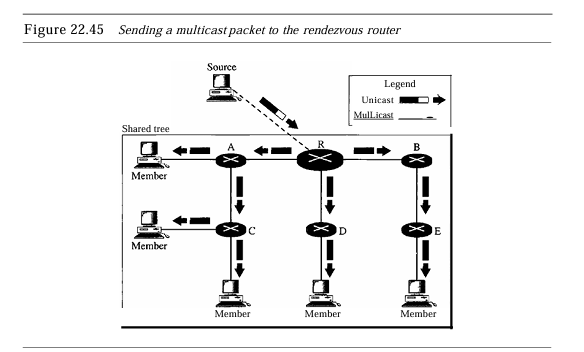 Figure 22.45 Sending a multicast packet to the rendezvous router
Source
Legend
Unicast
MulLicast
Shared tree
A
R
B
Member
C
D
E
Member
Member
Member
Member